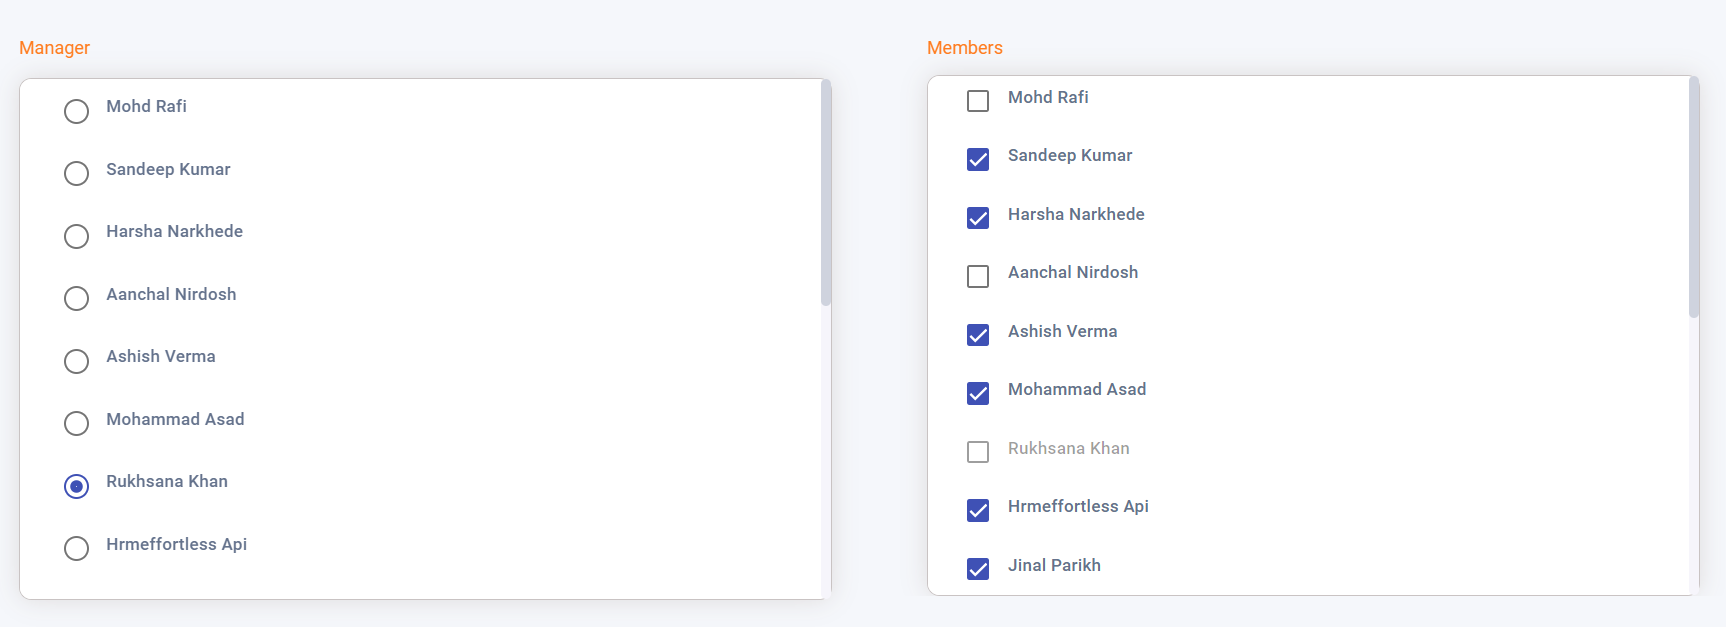 Manager
Mohd Rafi
Sandeep Kumar
Harsha Narkhede
Aanchal Nirdosh
Ashish Verma
Mohammad Asad
Rukhsana Khan
Hrmeffortless Api
Members
Mohd Rafi
Sandeep Kumar
Harsha Narkhede
Aanchal Nirdosh
Ashish Verma
Mohammad Asad
Rukhsana Khan
Hrmeffortless Api
Jinal Parikh